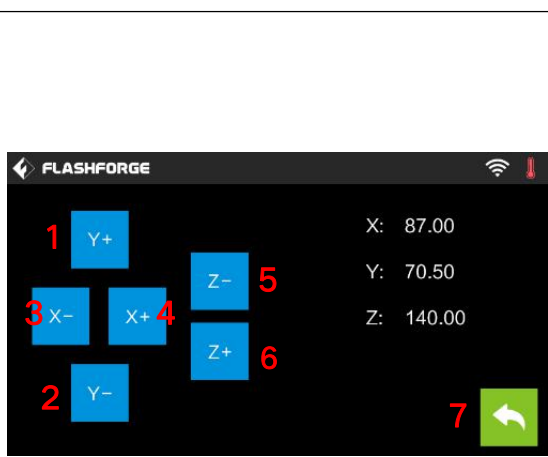 FLASHFORGE
1 Y+
X: 87.00
Z- 5
Y: 70.50
3 X- X+ 4
Z: 140.00
Z+ 6
2 Y-
7